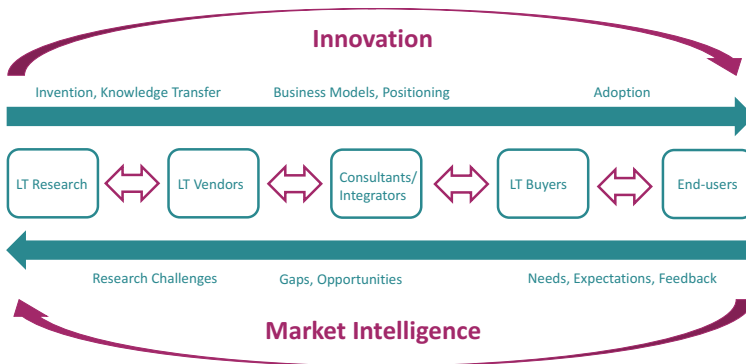 Innovation
Invention, Knowledge Transfer
Business Models, Positioning
Adoption
LT Research
LT Vendors
Consultants/
Integrators
LT Buyers
End-users
Research Challenges
Gaps, Opportunities
Needs, Expectations, Feedback
Market Intelligence